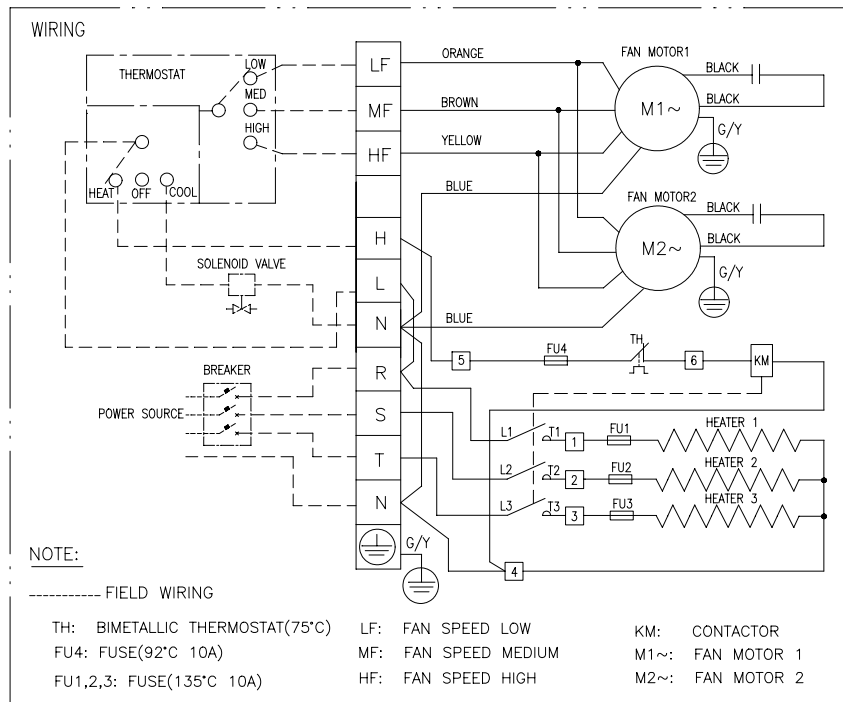 WIRING
THERMOSTAT
LOW
MED
HIGH
HEAT
OFF
COOL
SOLENOID VALVE
BREAKER
POWER SOURCE
LF
MF
HF
H
L
N
R
S
T
N
G/Y
ORANGE
BROWN
YELLOW
BLUE
BLUE
FAN MOTOR1
M1~
BLACK
BLACK
G/Y
FAN MOTOR2
M2~
BLACK
BLACK
G/Y
5
FU4
TH
6
KM
L1
T1
1
FU1
HEATER 1
L2
T2
2
FU2
HEATER 2
L3
T3
3
FU3
HEATER 3
4
NOTE:
----------- FIELD WIRING
TH: BIMETALLIC THERMOSTAT(75°C)
FU4: FUSE(92°C 10A)
FU1,2,3: FUSE(135°C 10A)
LF: FAN SPEED LOW
MF: FAN SPEED MEDIUM
HF: FAN SPEED HIGH
KM: CONTACTOR
M1~: FAN MOTOR 1
M2~: FAN MOTOR 2